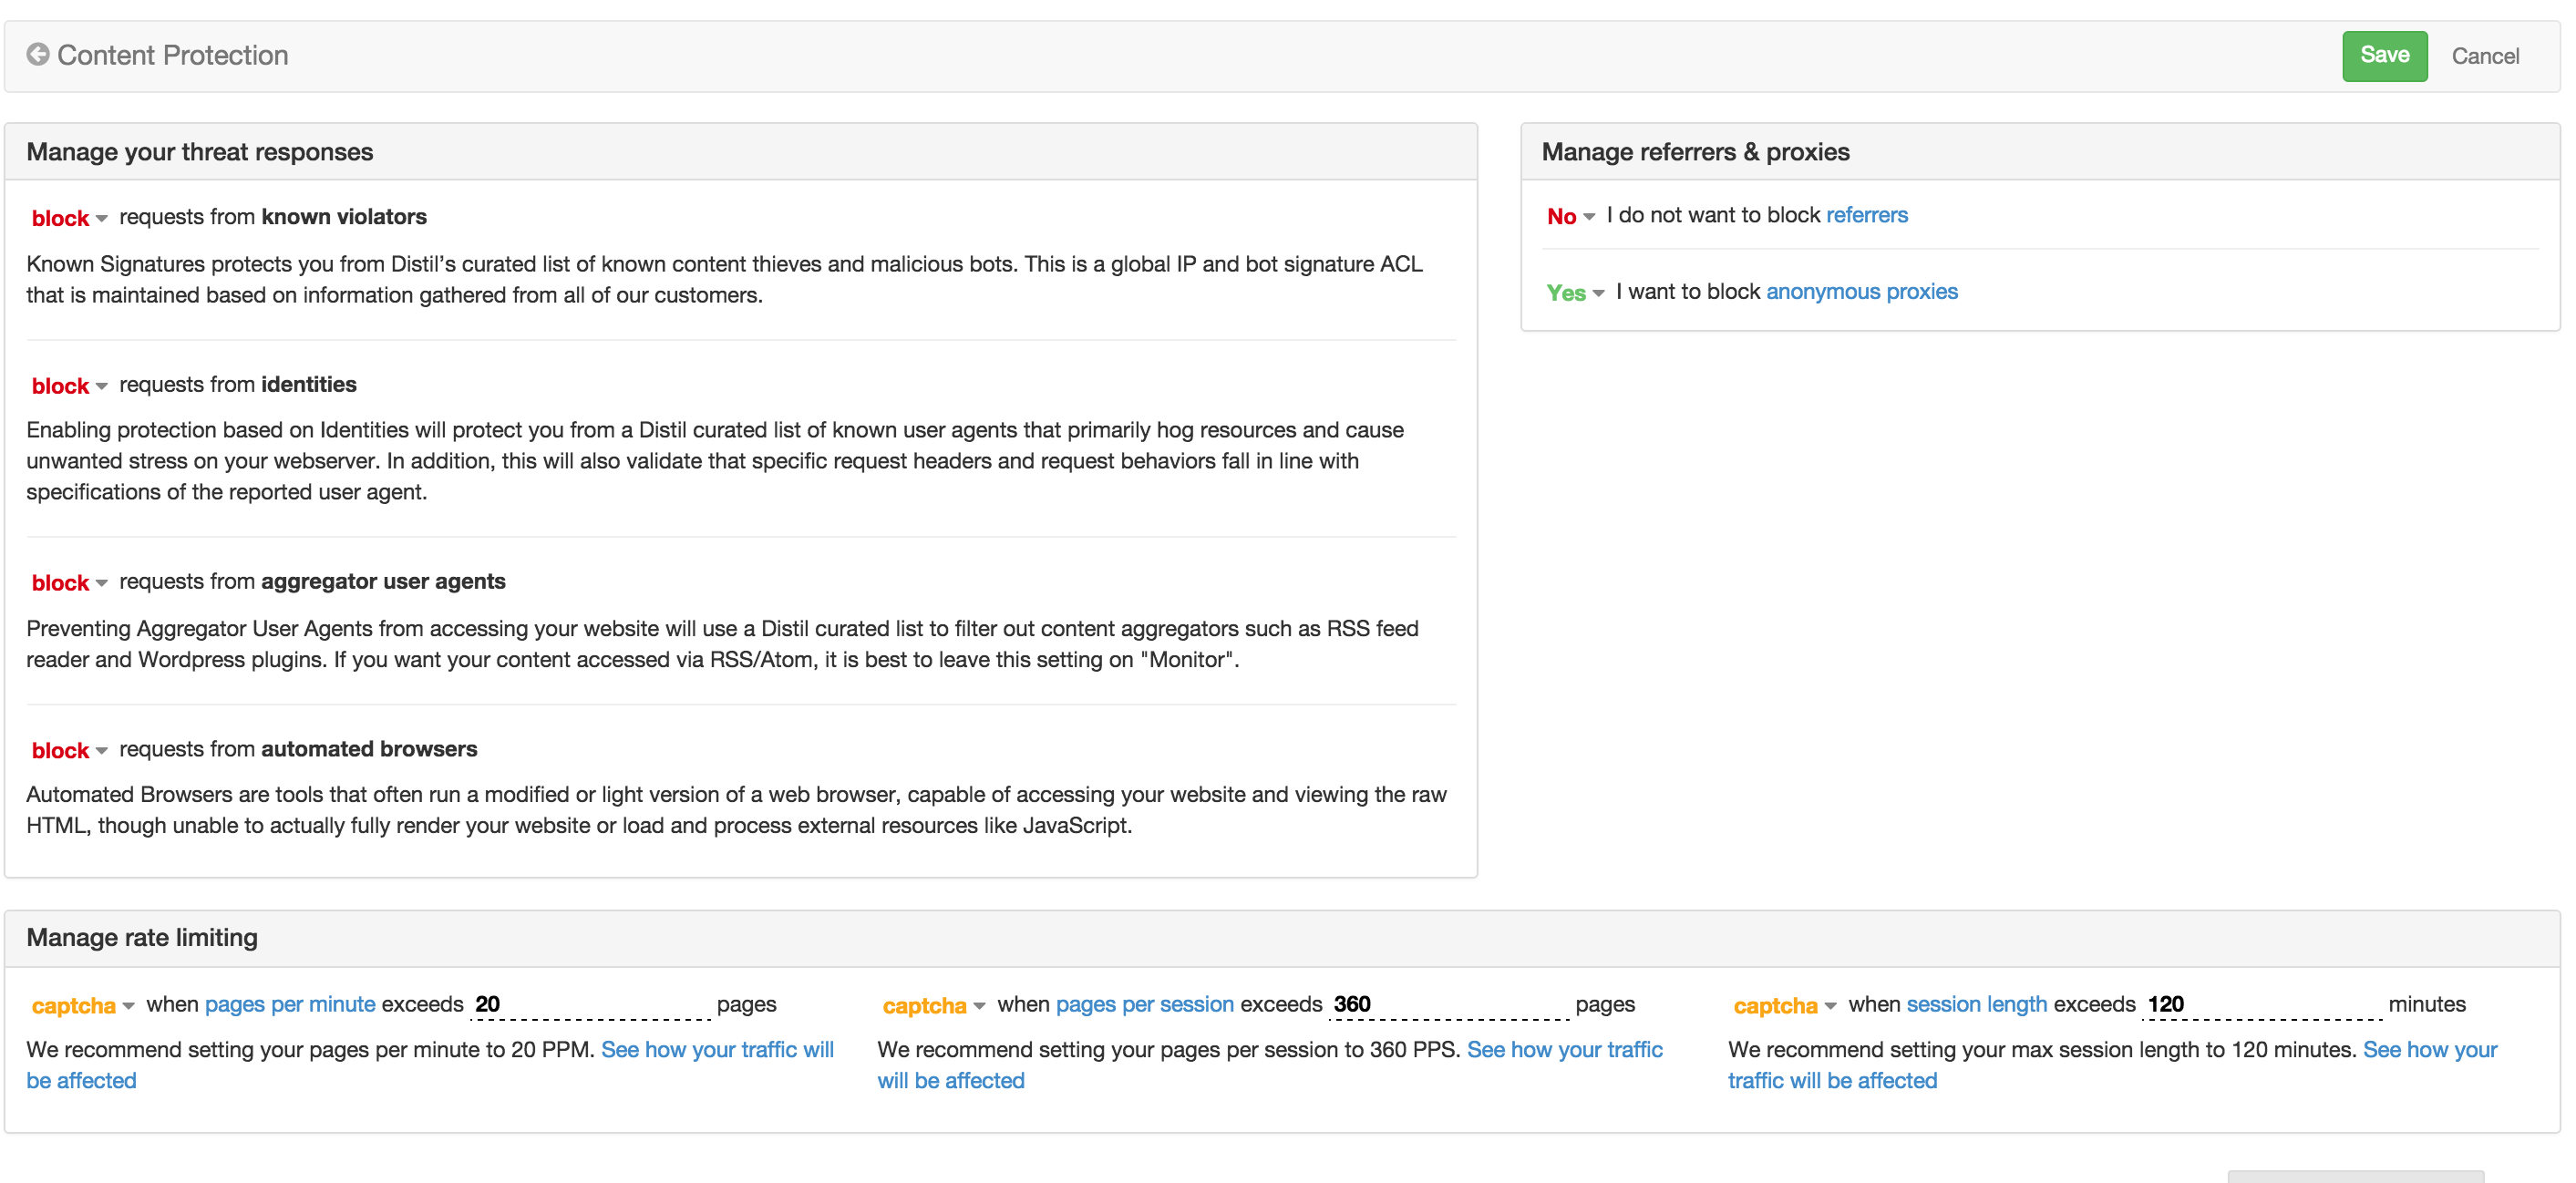 Content Protection
Save
Cancel
Manage your threat responses
block requests from known violators
Known Signatures protects you from Distil’s curated list of known content thieves and malicious bots. This is a global IP and bot signature ACL
that is maintained based on information gathered from all of our customers.
block requests from identities
Enabling protection based on Identities will protect you from a Distil curated list of known user agents that primarily hog resources and cause
unwanted stress on your webserver. In addition, this will also validate that specific request headers and request behaviors fall in line with
specifications of the reported user agent.
block requests from aggregator user agents
Preventing Aggregator User Agents from accessing your website will use a Distil curated list to filter out content aggregators such as RSS feed
reader and Wordpress plugins. If you want your content accessed via RSS/Atom, it is best to leave this setting on "Monitor".
block requests from automated browsers
Automated Browsers are tools that often run a modified or light version of a web browser, capable of accessing your website and viewing the raw
HTML, though unable to actually fully render your website or load and process external resources like JavaScript.
Manage referrers & proxies
No I do not want to block referrers
Yes I want to block anonymous proxies
Manage rate limiting
captcha when pages per minute exceeds 20 pages
We recommend setting your pages per minute to 20 PPM. See how your traffic will
be affected
captcha when pages per session exceeds 360 pages
We recommend setting your pages per session to 360 PPS. See how your traffic
will be affected
captcha when session length exceeds 120 minutes
We recommend setting your max session length to 120 minutes. See how your
traffic will be affected